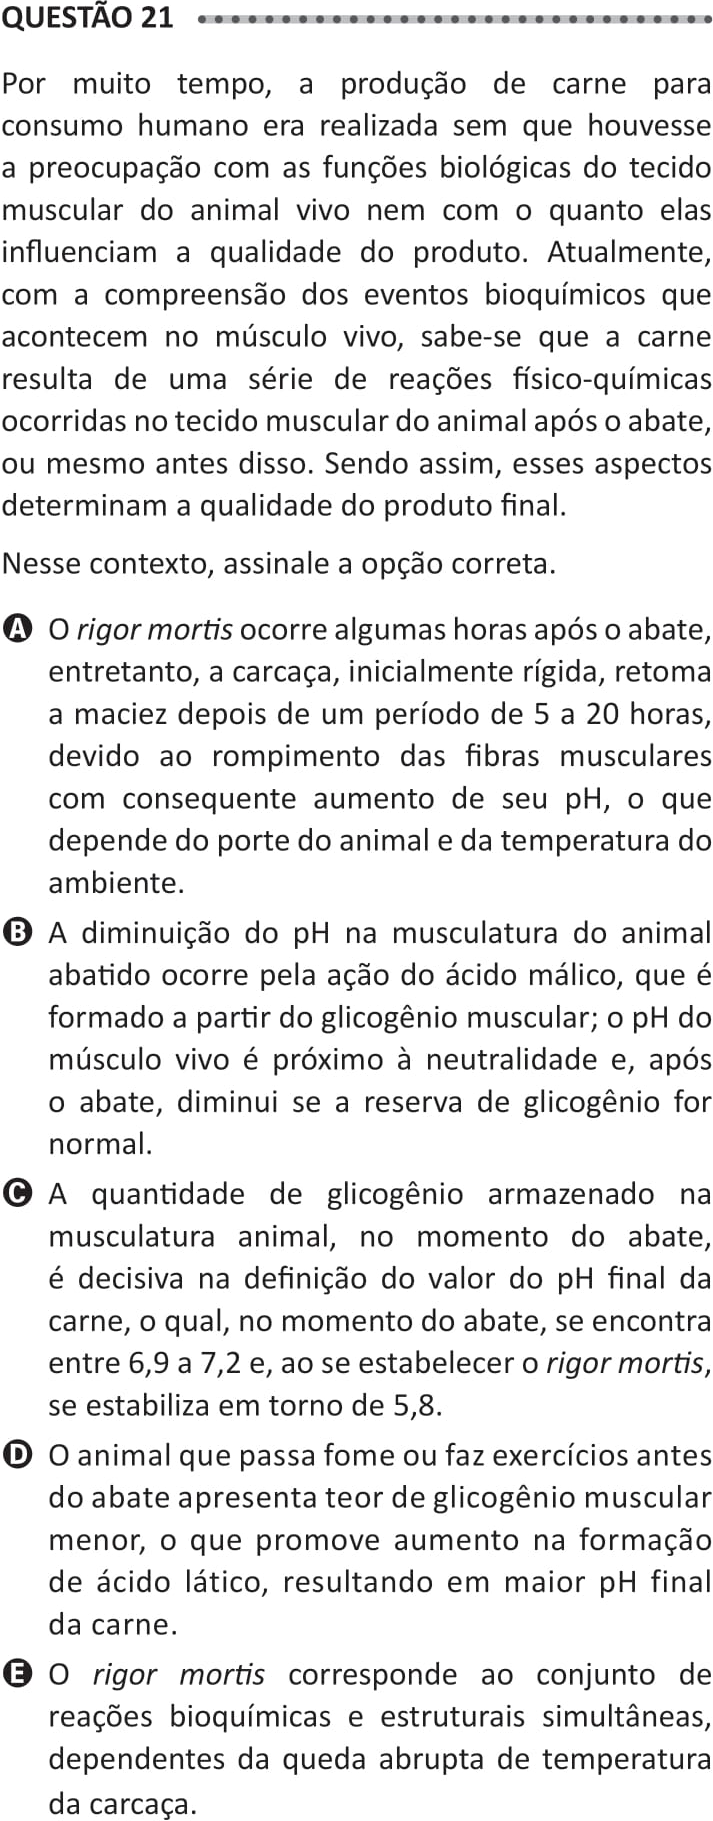 QUESTÃO 21
Por muito tempo, a produção de carne para
consumo humano era realizada sem que houvesse
a preocupação com as funções biológicas do tecido
muscular do animal vivo nem com o quanto elas
influenciam a qualidade do produto. Atualmente,
com a compreensão dos eventos bioquímicos que
acontecem no músculo vivo, sabe-se que a carne
resulta de uma série de reações físico-químicas
ocorridas no tecido muscular do animal após o abate,
ou mesmo antes disso. Sendo assim, esses aspectos
determinam a qualidade do produto final.
Nesse contexto, assinale a opção correta.
A O rigor mortis ocorre algumas horas após o abate,
entretanto, a carcaça, inicialmente rígida, retoma
a maciez depois de um período de 5 a 20 horas,
devido ao rompimento das fibras musculares
com consequente aumento de seu pH, o que
depende do porte do animal e da temperatura do
ambiente.
B A diminuição do pH na musculatura do animal
abatido ocorre pela ação do ácido málico, que é
formado a partir do glicogênio muscular; o pH do
músculo vivo é próximo à neutralidade e, após
o abate, diminui se a reserva de glicogênio for
normal.
C A quantidade de glicogênio armazenado na
musculatura animal, no momento do abate,
é decisiva na definição do valor do pH final da
carne, o qual, no momento do abate, se encontra
entre 6,9 a 7,2 e, ao se estabelecer o rigor mortis,
se estabiliza em torno de 5,8.
D O animal que passa fome ou faz exercícios antes
do abate apresenta teor de glicogênio muscular
menor, o que promove aumento na formação
de ácido lático, resultando em maior pH final
da carne.
E O rigor mortis corresponde ao conjunto de
reações bioquímicas e estruturais simultâneas,
dependentes da queda abrupta de temperatura
da carcaça.